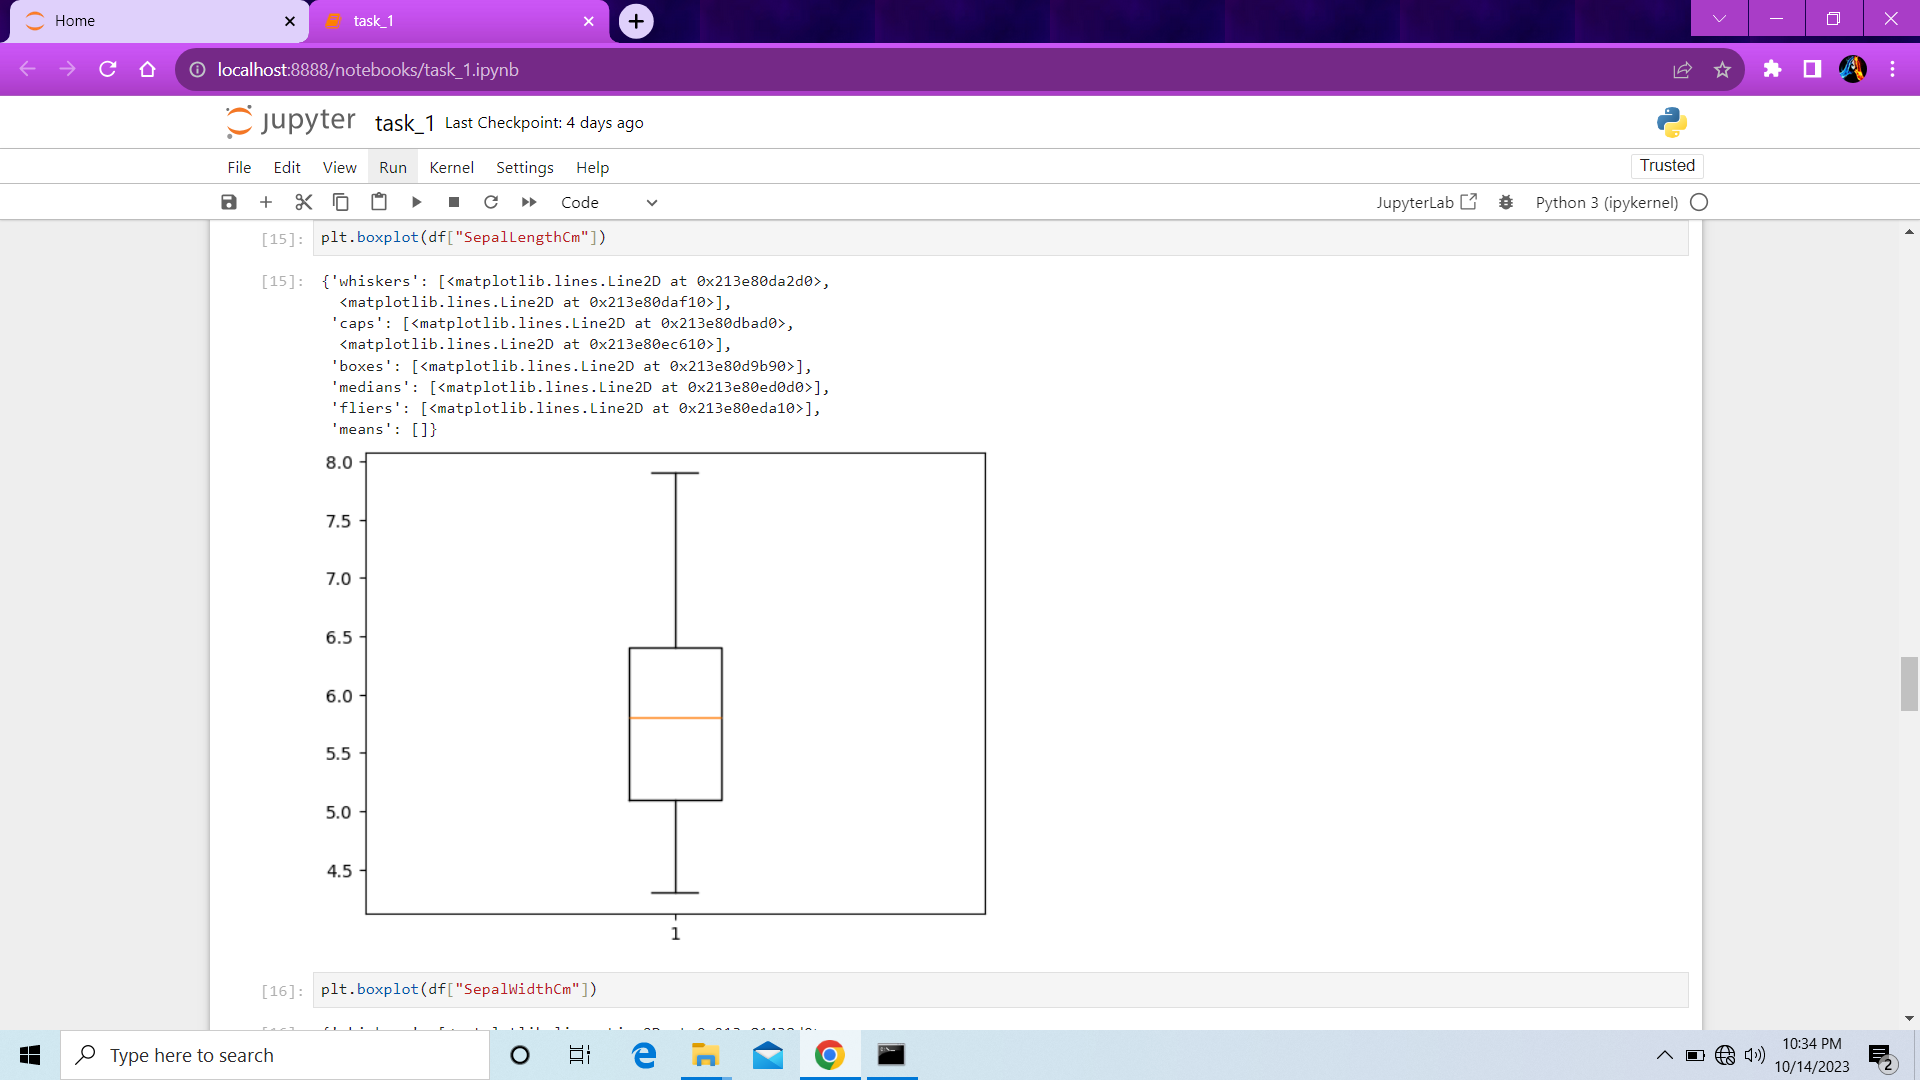 Home
task_1
localhost:8888/notebooks/task_1.ipynb
jupyter task_1 Last Checkpoint: 4 days ago
File Edit View Run Kernel Settings Help
Trusted
Code
JupyterLab
Python 3 (ipykernel)
[15]: plt.boxplot(df["SepalLengthCm"])
[15]: {'whiskers': [<matplotlib.lines.Line2D at 0x213e80da2d0>,
<matplotlib.lines.Line2D at 0x213e80daf10>],
'caps': [<matplotlib.lines.Line2D at 0x213e80dbad0>,
<matplotlib.lines.Line2D at 0x213e80ec610>],
'boxes': [<matplotlib.lines.Line2D at 0x213e80d9b90>],
'medians': [<matplotlib.lines.Line2D at 0x213e80ed0d0>],
'fliers': [<matplotlib.lines.Line2D at 0x213e80eda10>],
'means': []}
8.0
7.5
7.0
6.5
6.0
5.5
5.0
4.5
1
[16]: plt.boxplot(df["SepalWidthCm"])
Type here to search
10:34 PM
10/14/2023
2